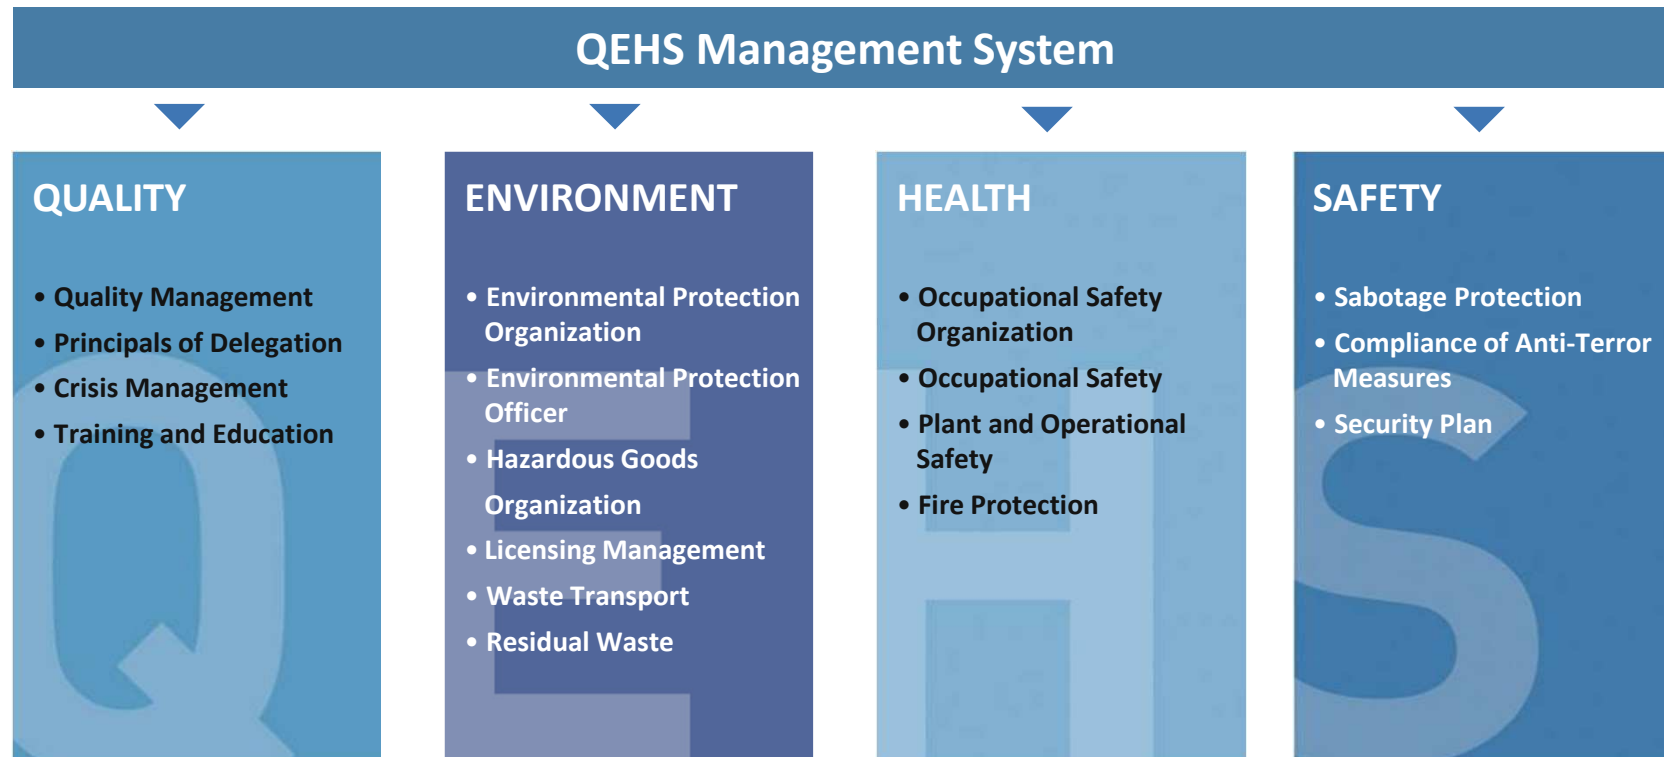 QEHS Management System
QUALITY
• Quality Management
• Principals of Delegation
• Crisis Management
• Training and Education
Q
ENVIRONMENT
• Environmental Protection
Organization
• Environmental Protection
Officer
• Hazardous Goods
Organization
• Licensing Management
• Waste Transport
• Residual Waste
E
HEALTH
• Occupational Safety
Organization
• Occupational Safety
• Plant and Operational
Safety
• Fire Protection
H
SAFETY
• Sabotage Protection
• Compliance of Anti-Terror
Measures
• Security Plan
S